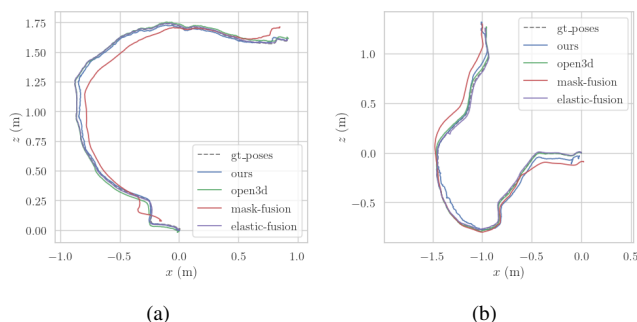 1.75
1.50
1.25
1.00
0.75
0.50
0.25
0.00
z (m)
gt_poses
ours
open3d
mask-fusion
elastic-fusion
−1.0
−0.5
0.0
0.5
1.0
x (m)
(a)
1.0
0.5
0.0
−0.5
z (m)
gt_poses
ours
open3d
mask-fusion
elastic-fusion
−1.5
−1.0
−0.5
0.0
0.5
x (m)
(b)